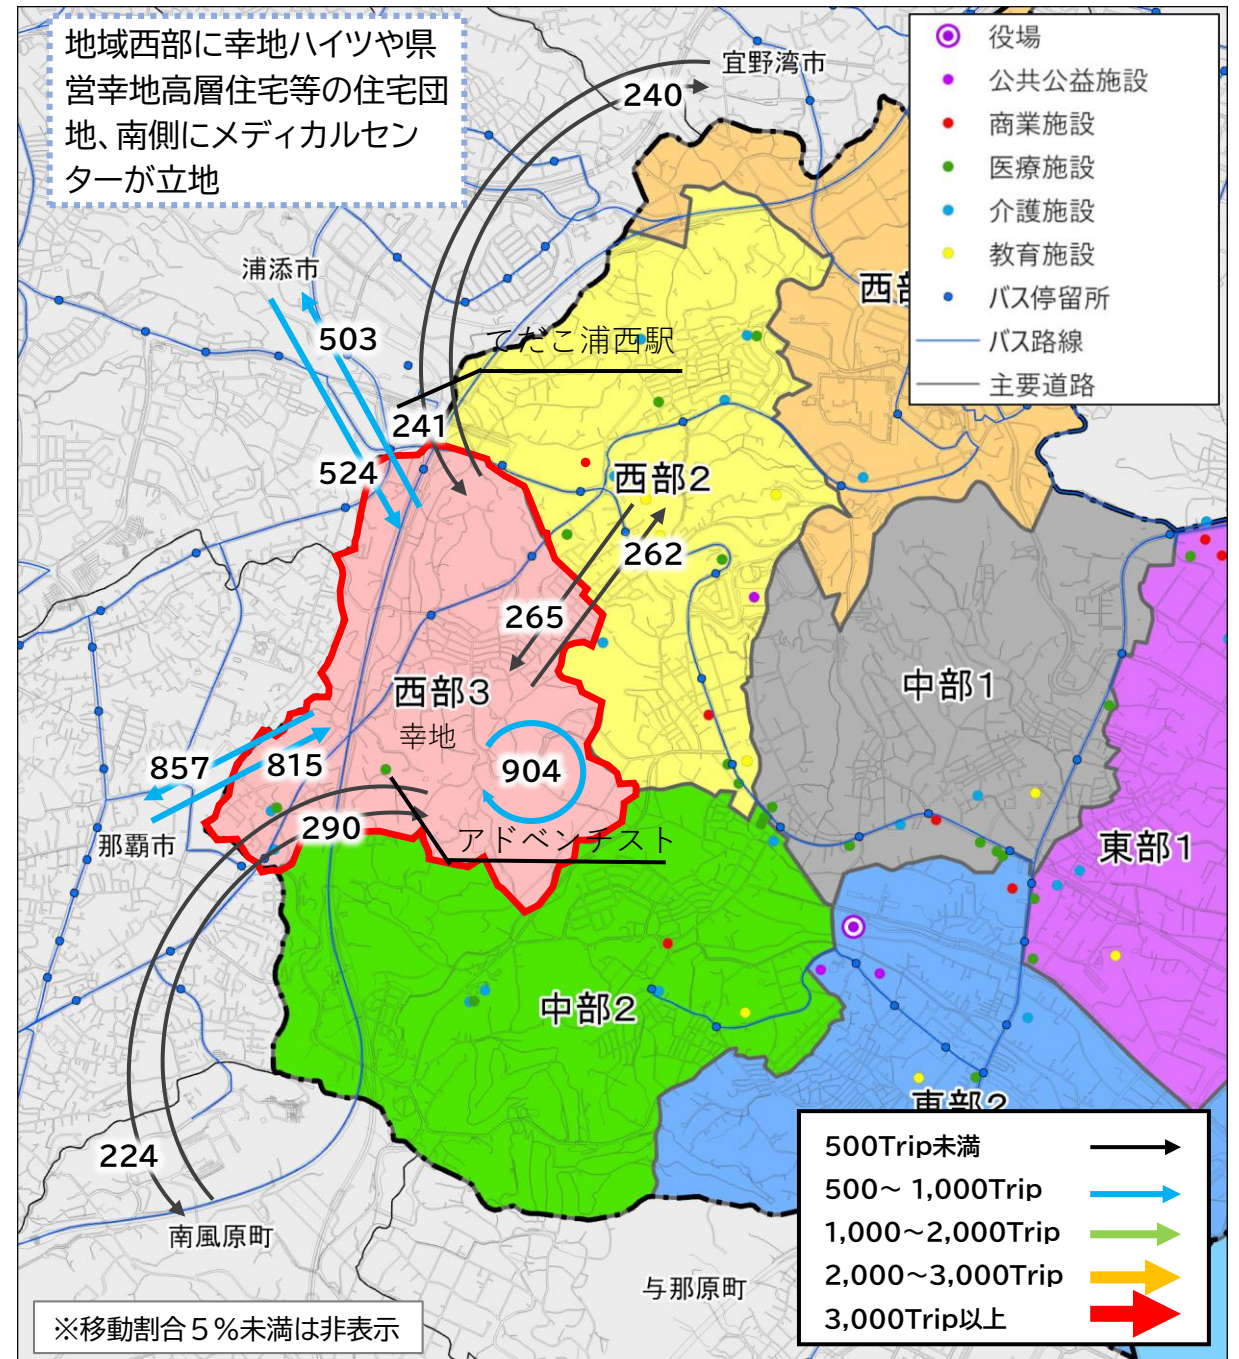 地域西部に幸地ハイツや県
営幸地高層住宅等の住宅団
地、南側にメディカルセン
ターが立地
役場
公共公益施設
商業施設
医療施設
介護施設
教育施設
バス停留所
バス路線
主要道路
宜野湾市
240
浦添市
503
てだこ浦西駅
西部
241
524
西部2
262
265
西部3
幸地
中部1
857
815
904
那覇市
290
アドベンチスト
東部1
中部2
東部2
224
南風原町
与那原町
500Trip未満
500～1,000Trip
1,000～2,000Trip
2,000～3,000Trip
3,000Trip以上
※移動割合５%未満は非表示